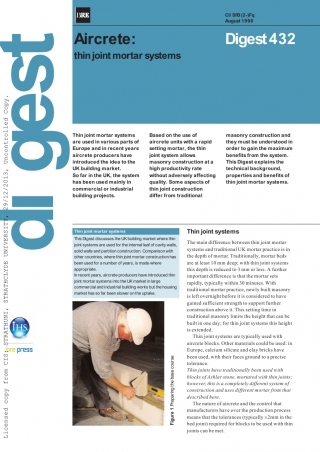 BRE
CI SfB (2-)Fq
August 1998
Aircrete:
thin joint mortar systems
Digest 432
digest
Licensed copy from CIS: STRATHUNI, STRATHCLYDE UNIVERSITY, 29/12/2013, Uncontrolled Copy.
IHS
bre press
Thin joint mortar systems
are used in various parts of
Europe and in recent years
aircrete producers have
introduced the idea to the
UK building market.
So far in the UK, the system
has been used mainly in
commercial or industrial
building projects.
Based on the use of
aircrete units with a rapid
setting mortar, the thin
joint system allows
masonry construction at a
high productivity rate
without adversely affecting
quality. Some aspects of
thin joint construction
differ from traditional
masonry construction and
they must be understood in
order to gain the maximum
benefits from the system.
This Digest explains the
technical background,
properties and benefits of
thin joint mortar systems.
Thin joint mortar systems
This Digest discusses the UK building market where thin
joint systems are used for the internal leaf of cavity walls,
solid walls and partition construction. Comparison with
other countries, where thin joint mortar construction has
been used for a number of years, is made where
appropriate.
In recent years, aircrete producers have introduced thin
joint mortar systems into the UK market in large
commercial and industrial building works but the housing
market has so far been slower on the uptake.
Figure 1 Preparing the base course
Thin joint systems
The main difference between thin joint mortar
systems and traditional UK mortar practice is in
the depth of mortar. Traditionally, mortar beds
are at least 10 mm deep; with thin joint systems
this depth is reduced to 3 mm or less. A further
important difference is that the mortar sets
rapidly, typically within 30 minutes. With
traditional mortar practice, newly built masonry
is left overnight before it is considered to have
gained sufficient strength to support further
construction above it. This setting time in
traditional masonry limits the height that can be
built in one day; for thin joint systems this height
is extended.
Thin joint systems are typically used with
aircrete blocks. Other materials could be used: in
Europe, calcium silicate and clay bricks have
been used, with their faces ground to a precise
tolerance.
Thin joints have traditionally been used with
blocks of Ashlar stone, mortared with thin joints;
however, this is a completely different system of
construction and uses different mortar from that
described here.
The nature of aircrete and the control that
manufacturers have over the production process
means that the tolerances (typically ±2mm in the
bed joint) required for blocks to be used with thin
joints can be met.